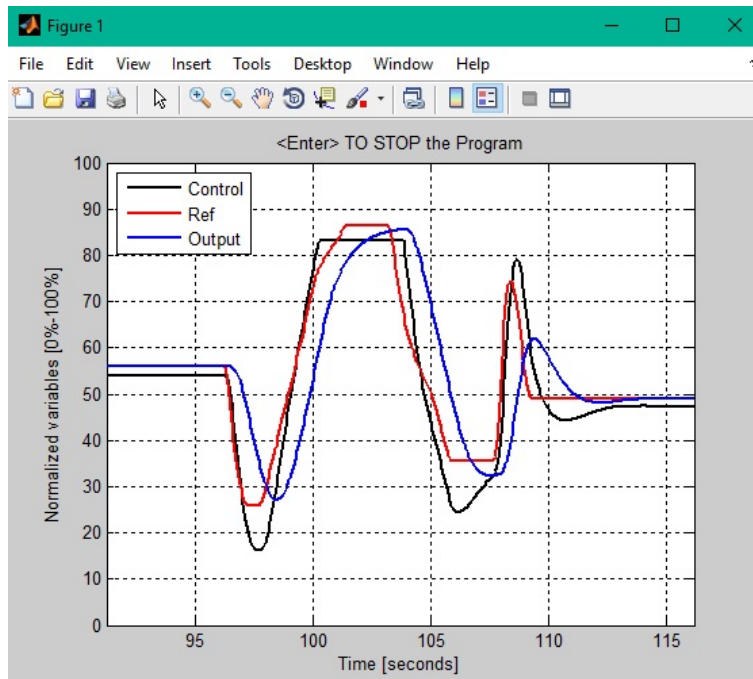 Figure 1
File Edit View Insert Tools Desktop Window Help
<Enter> TO STOP the Program
100
90
80
70
60
50
40
30
20
10
0
Control
Ref
Output
Normalized variables [0%-100%]
95 100 105 110 115
Time [seconds]